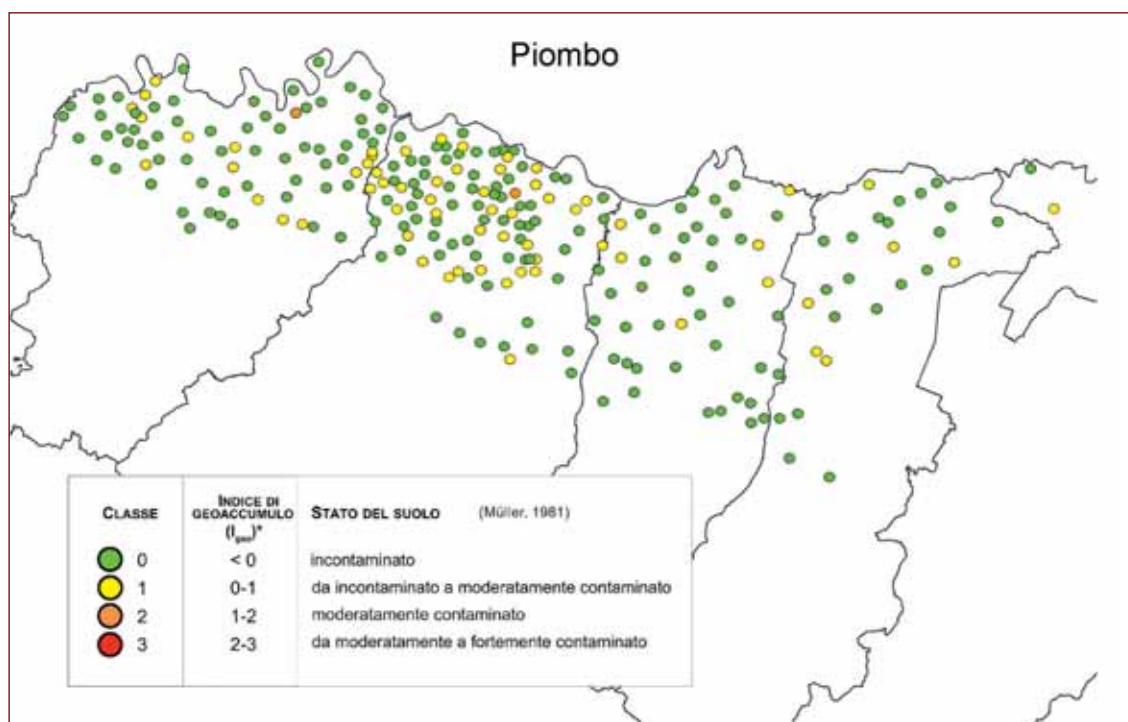 Piombo
CLASSE INDICE DI GEOACCUMULO (Igeo)* STATO DEL SUOLO (Müller, 1981)
0 < 0 incontaminato
1 0-1 da incontaminato a moderatamente contaminato
2 1-2 moderatamente contaminato
3 2-3 da moderatamente a fortemente contaminato